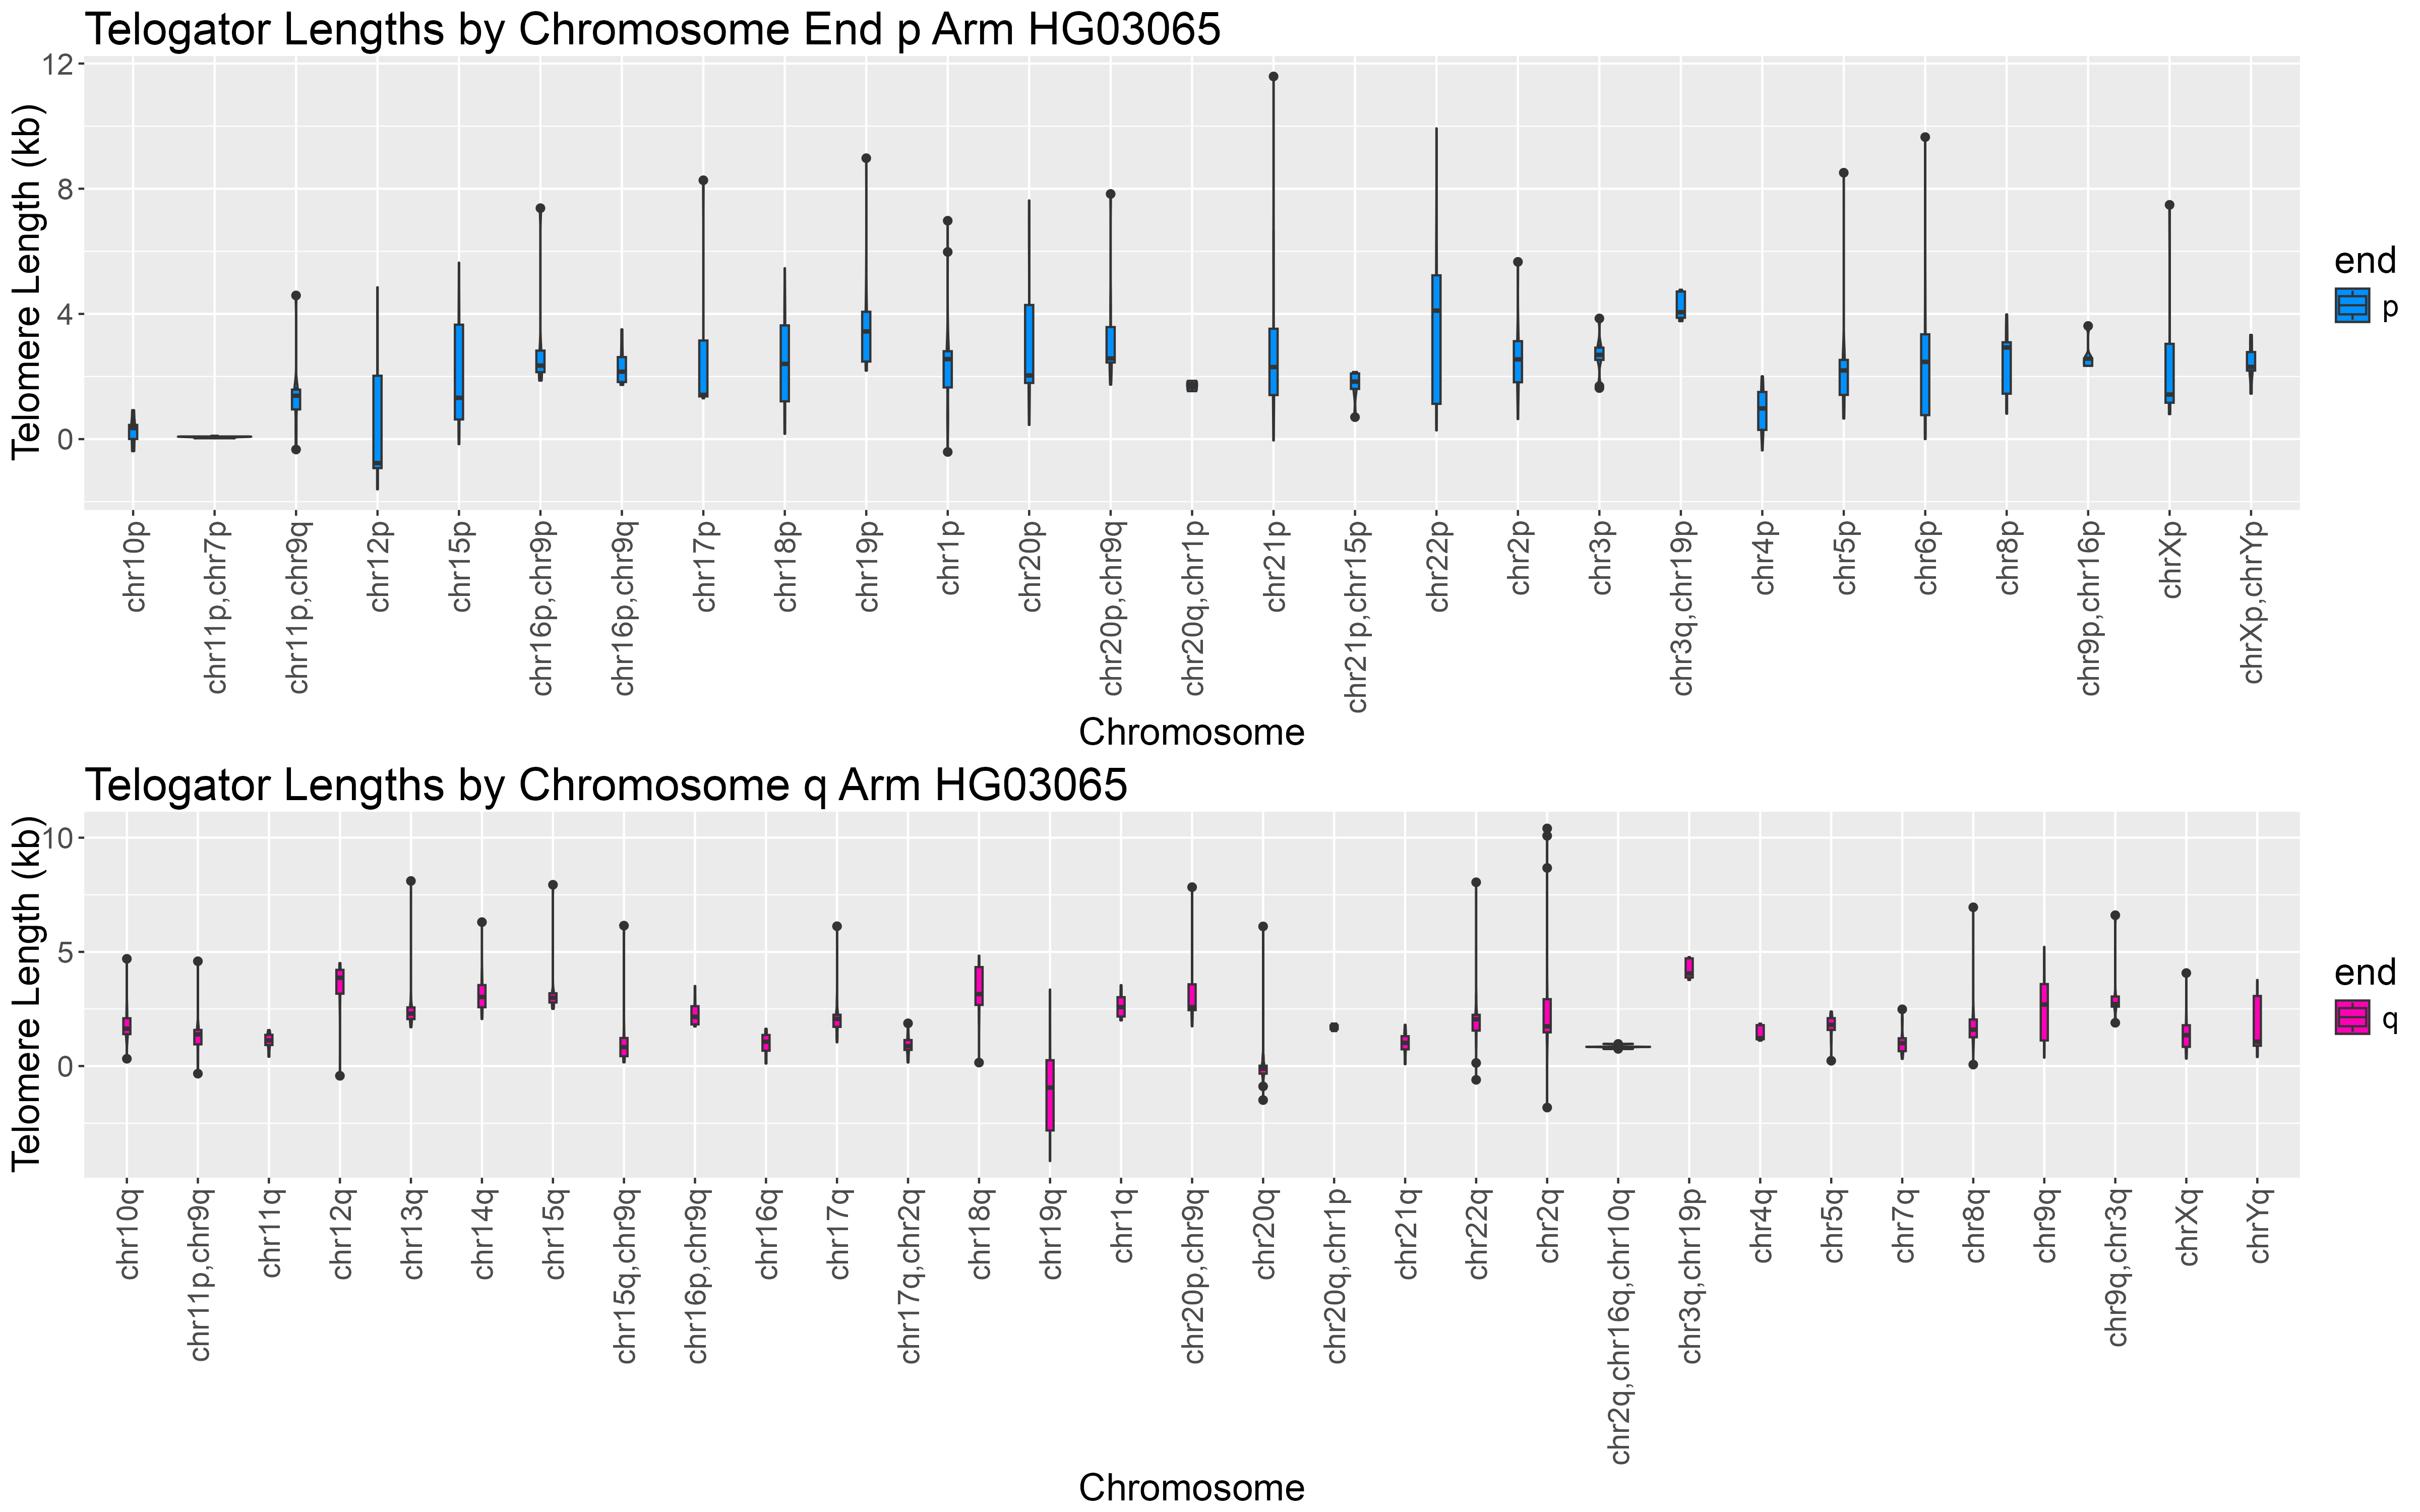 Telogator Lengths by Chromosome End p Arm HG03065
Telomere Length (kb)
12
8
4
0
chr10p
chr11p,chr7p
chr11p,chr9q
chr12p
chr15p
chr16p,chr9p
chr16p,chr9q
chr17p
chr18p
chr19p
chr1p
chr20p
chr20p,chr9q
chr20q,chr1p
chr21p
chr21p,chr15p
chr22p
chr2p
chr3p
chr3q,chr19p
chr4p
chr5p
chr6p
chr8p
chr9p,chr16p
chrXp
chrXp,chrYp
Chromosome
end
p
Telogator Lengths by Chromosome q Arm HG03065
Telomere Length (kb)
10
5
0
chr10q
chr11p,chr9q
chr11q
chr12q
chr13q
chr14q
chr15q
chr15q,chr9q
chr16p,chr9q
chr16q
chr17q
chr17q,chr2q
chr18q
chr19q
chr1q
chr20p,chr9q
chr20q
chr20q,chr1p
chr21q
chr22q
chr2q
chr2q,chr16q,chr10q
chr3q,chr19p
chr4q
chr5q
chr7q
chr8q
chr9q
chr9q,chr3q
chrXq
chrYq
Chromosome
end
q